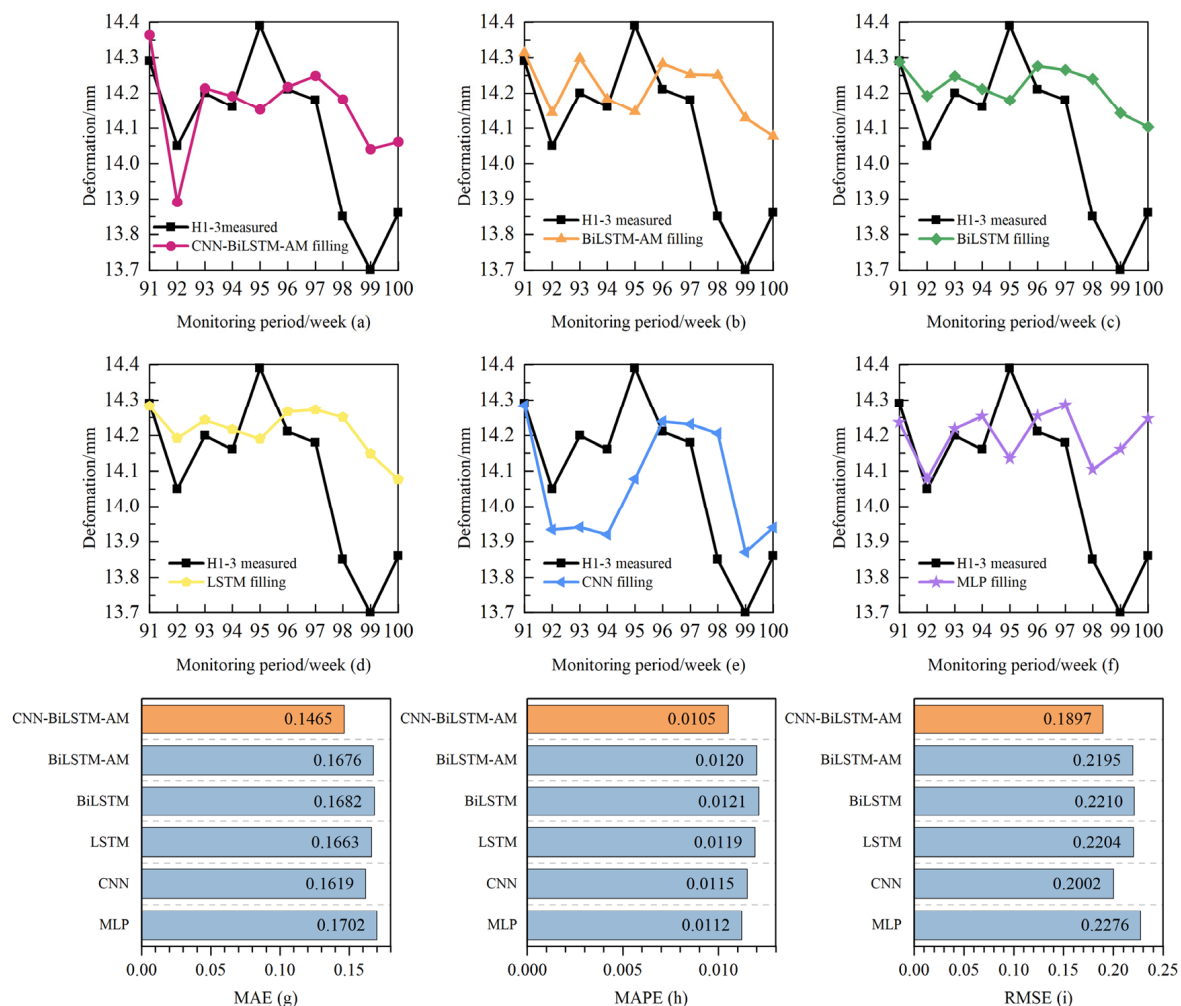 Deformation/mm
14.4
14.3
14.2
14.1
14.0
13.9
13.8
13.7
H1-3measured
CNN-BiLSTM-AM filling
91 92 93 94 95 96 97 98 99 100
Monitoring period/week (a)
Deformation/mm
14.4
14.3
14.2
14.1
14.0
13.9
13.8
13.7
H1-3 measured
BiLSTM-AM filling
91 92 93 94 95 96 97 98 99 100
Monitoring period/week (b)
Deformation/mm
14.4
14.3
14.2
14.1
14.0
13.9
13.8
13.7
H1-3 measured
BiLSTM filling
91 92 93 94 95 96 97 98 99 100
Monitoring period/week (c)
Deformation/mm
14.4
14.3
14.2
14.1
14.0
13.9
13.8
13.7
H1-3 measured
LSTM filling
91 92 93 94 95 96 97 98 99 100
Monitoring period/week (d)
Deformation/mm
14.4
14.3
14.2
14.1
14.0
13.9
13.8
13.7
H1-3 measured
CNN filling
91 92 93 94 95 96 97 98 99 100
Monitoring period/week (e)
Deformation/mm
14.4
14.3
14.2
14.1
14.0
13.9
13.8
13.7
H1-3 measured
MLP filling
91 92 93 94 95 96 97 98 99 100
Monitoring period/week (f)
CNN-BiLSTM-AM 0.1465
BiLSTM-AM 0.1676
BiLSTM 0.1682
LSTM 0.1663
CNN 0.1619
MLP 0.1702
0.00 0.05 0.10 0.15
MAE (g)
CNN-BiLSTM-AM 0.0105
BiLSTM-AM 0.0120
BiLSTM 0.0121
LSTM 0.0119
CNN 0.0115
MLP 0.0112
0.000 0.005 0.010
MAPE (h)
CNN-BiLSTM-AM 0.1897
BiLSTM-AM 0.2195
BiLSTM 0.2210
LSTM 0.2204
CNN 0.2002
MLP 0.2276
0.00 0.05 0.10 0.15 0.20 0.25
RMSE (i)